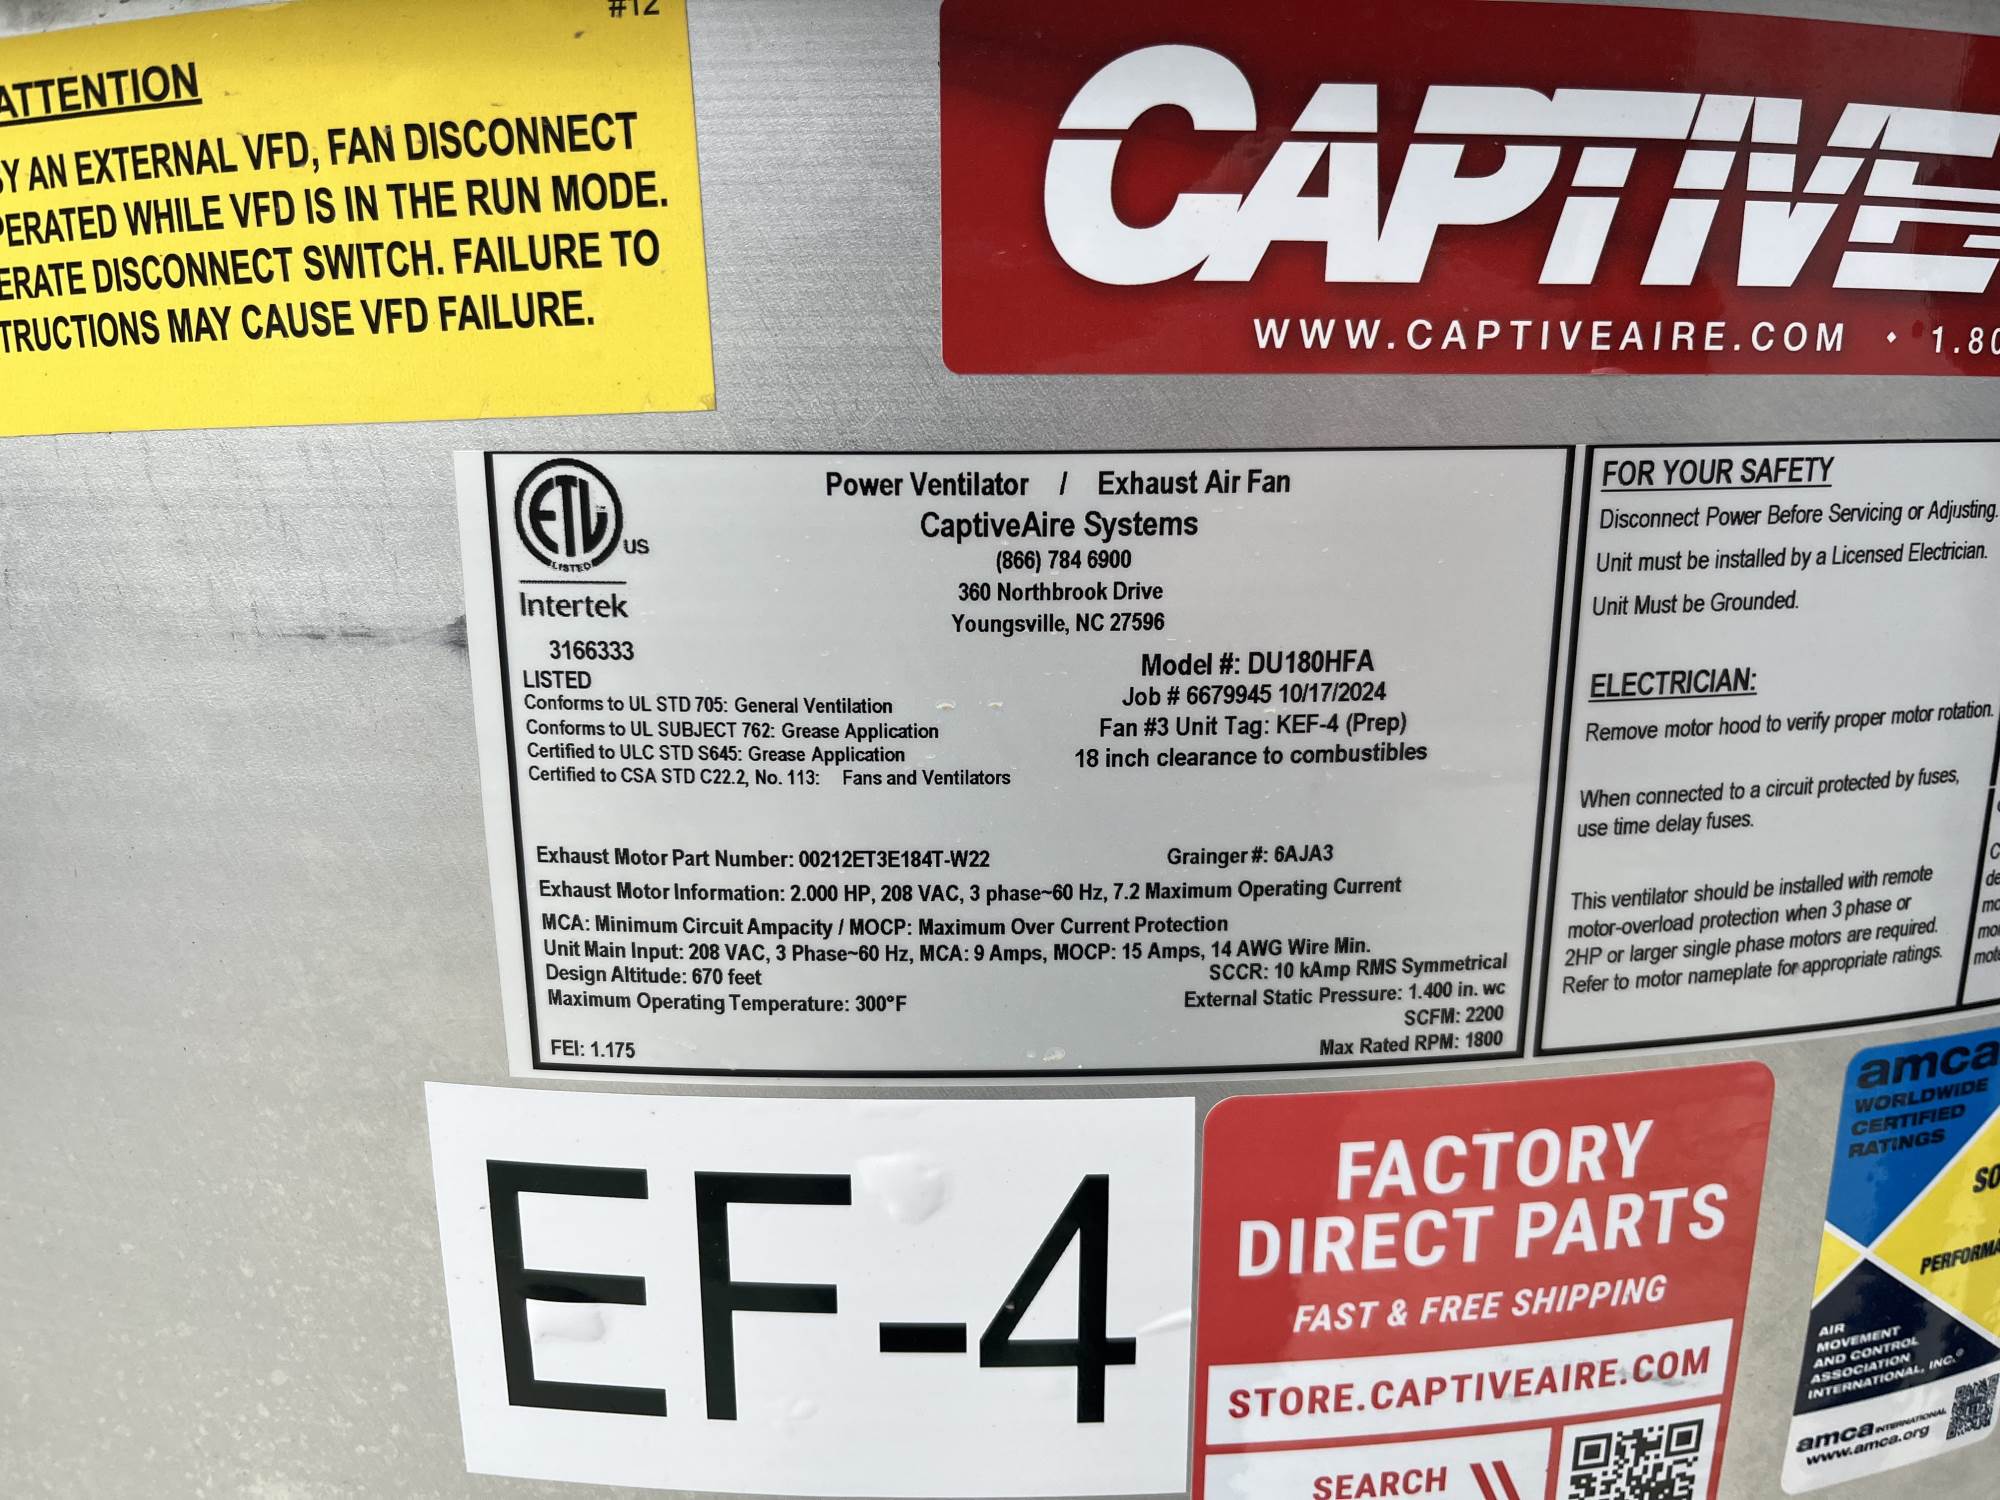 #12
ATTENTION
BY AN EXTERNAL VFD, FAN DISCONNECT
WHILE VFD IS IN THE RUN MODE.
DISCONNECT SWITCH. FAILURE TO
MAY CAUSE VFD FAILURE.
CAPTIVE
WWW.CAPTIVEAIRE.COM • 1.80
ETL LISTED US
Intertek
3166333
LISTED
Conforms to UL STD 705: General Ventilation
Conforms to UL SUBJECT 762: Grease Application
Certified to ULC STD S645: Grease Application
Certified to CSA STD C22.2, No. 113: Fans and Ventilators
Power Ventilator / Exhaust Air Fan
CaptiveAire Systems
(866) 784 6900
360 Northbrook Drive
Youngsville, NC 27596
Model #: DU180HFA
Job # 6679945 10/17/2024
Fan #3 Unit Tag: KEF-4 (Prep)
18 inch clearance to combustibles
Exhaust Motor Part Number: 00212ET3E184T-W22 Grainger#: 6AJA3
Exhaust Motor Information: 2.000 HP, 208 VAC, 3 phase~60 Hz, 7.2 Maximum Operating Current
MCA: Minimum Circuit Ampacity / MOCP: Maximum Over Current Protection
Unit Main Input: 208 VAC, 3 Phase~60 Hz, MCA: 9 Amps, MOCP: 15 Amps, 14 AWG Wire Min.
Design Altitude: 670 feet SCCR: 10 kAmp RMS Symmetrical
Maximum Operating Temperature: 300°F External Static Pressure: 1.400 in. wc
SCFM: 2200
FEI: 1.175 Max Rated RPM: 1800
FOR YOUR SAFETY
Disconnect Power Before Servicing or Adjusting.
Unit must be installed by a Licensed Electrician.
Unit Must be Grounded.
ELECTRICIAN:
Remove motor hood to verify proper motor rotation.
When connected to a circuit protected by fuses,
use time delay fuses.
This ventilator should be installed with remote
motor-overload protection when 3 phase or
2HP or larger single phase motors are required.
Refer to motor nameplate for appropriate ratings.
EF-4
FACTORY
DIRECT PARTS
FAST & FREE SHIPPING
STORE.CAPTIVEAIRE.COM
SEARCH
amca
WORLDWIDE
CERTIFIED
RATINGS
SO
PERFORMA
AIR
MOVEMENT
AND CONTROL
ASSOCIATION
INTERNATIONAL, INC.®
amca INTERNATIONAL
www.amca.org